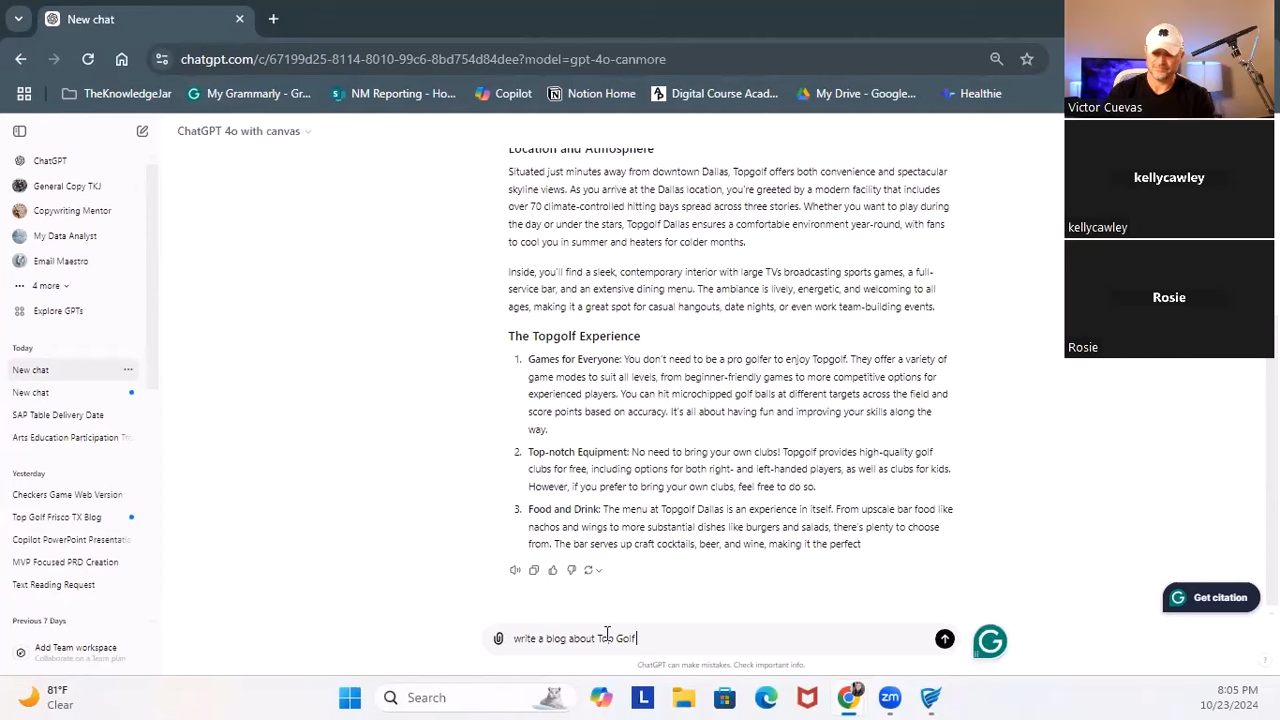 New chat
chatgpt.com/c/67199d25-8114-8010-99c6-8bd754d84dee?model=gpt-4o-canmore
TheKnowledgeJar
My Grammarly - Gr...
NM Reporting - Ho...
Copilot
Notion Home
Digital Course Acad...
My Drive - Google...
Healthie
ChatGPT 4o with canvas
ChatGPT
General Copy TKJ
Copywriting Mentor
My Data Analyst
Email Maestro
4 more
Explore GPTs
Today
New chat
New chat
SAP Table Delivery Date
Arts Education Participation Tre
Yesterday
Checkers Game Web Version
Top Golf Frisco TX Blog
Copilot PowerPoint Presentatio
MVP Focused PRD Creation
Text Reading Request
Previous 7 Days
Add Team workspace
Collaborate on a Team plan
Location and Atmosphere
Situated just minutes away from downtown Dallas, Topgolf offers both convenience and spectacular
skyline views. As you arrive at the Dallas location, you're greeted by a modern facility that includes
over 70 climate-controlled hitting bays spread across three stories. Whether you want to play during
the day or under the stars, Topgolf Dallas ensures a comfortable environment year-round, with fans
to cool you in summer and heaters for colder months.
Inside, you'll find a sleek, contemporary interior with large TVs broadcasting sports games, a full-
service bar, and an extensive dining menu. The ambiance is lively, energetic, and welcoming to all
ages, making it a great spot for casual hangouts, date nights, or even work team-building events.
The Topgolf Experience
1. Games for Everyone: You don't need to be a pro golfer to enjoy Topgolf. They offer a variety of
game modes to suit all levels, from beginner-friendly games to more competitive options for
experienced players. You can hit microchipped golf balls at different targets across the field and
score points based on accuracy. It's all about having fun and improving your skills along the
way.
2. Top-notch Equipment: No need to bring your own clubs! Topgolf provides high-quality golf
clubs for free, including options for both right- and left-handed players, as well as clubs for kids.
However, if you prefer to bring your own clubs, feel free to do so.
3. Food and Drink: The menu at Topgolf Dallas is an experience in itself. From upscale bar food like
nachos and wings to more substantial dishes like burgers and salads, there's plenty to choose
from. The bar serves up craft cocktails, beer, and wine, making it the perfect
Get citation
write a blog about Top Golf
ChatGPT can make mistakes. Check important info.
?
Victor Cuevas
kellycawley
kellycawley
Rosie
Rosie
81°F
Clear
Search
L
zm
8:05 PM
10/23/2024